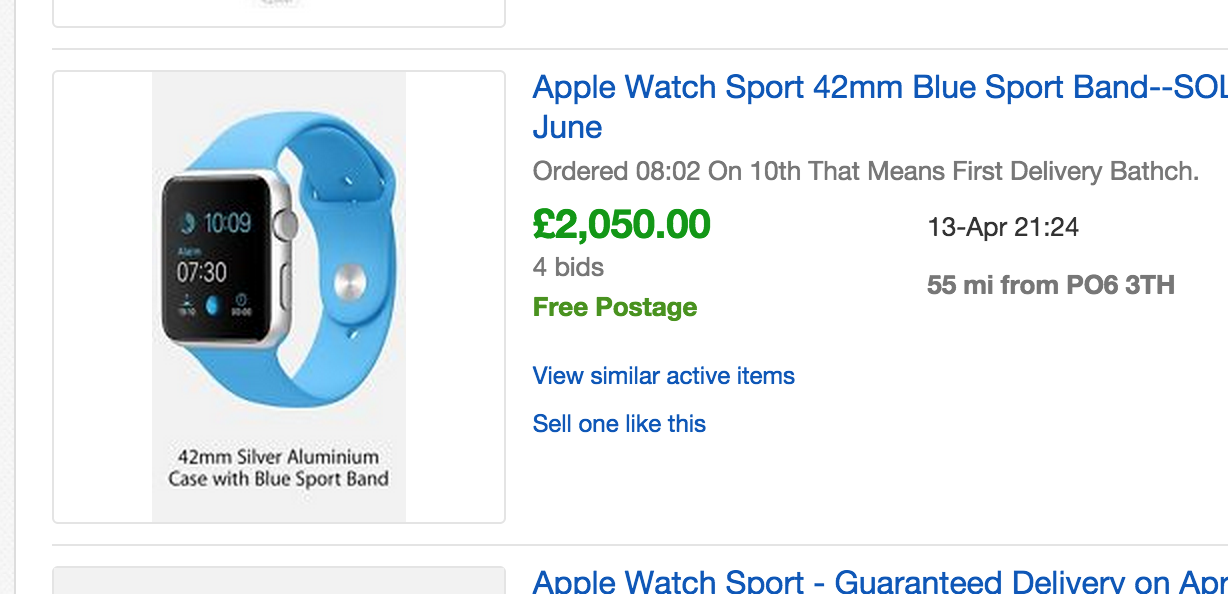 Apple Watch Sport 42mm Blue Sport Band--SOL
June
Ordered 08:02 On 10th That Means First Delivery Bathch.
£2,050.00
13-Apr 21:24
4 bids
55 mi from PO6 3TH
Free Postage
View similar active items
Sell one like this
10:09
Alarm
07:30
42mm Silver Aluminium
Case with Blue Sport Band
Apple Watch Sport - Guaranteed Delivery on Apr